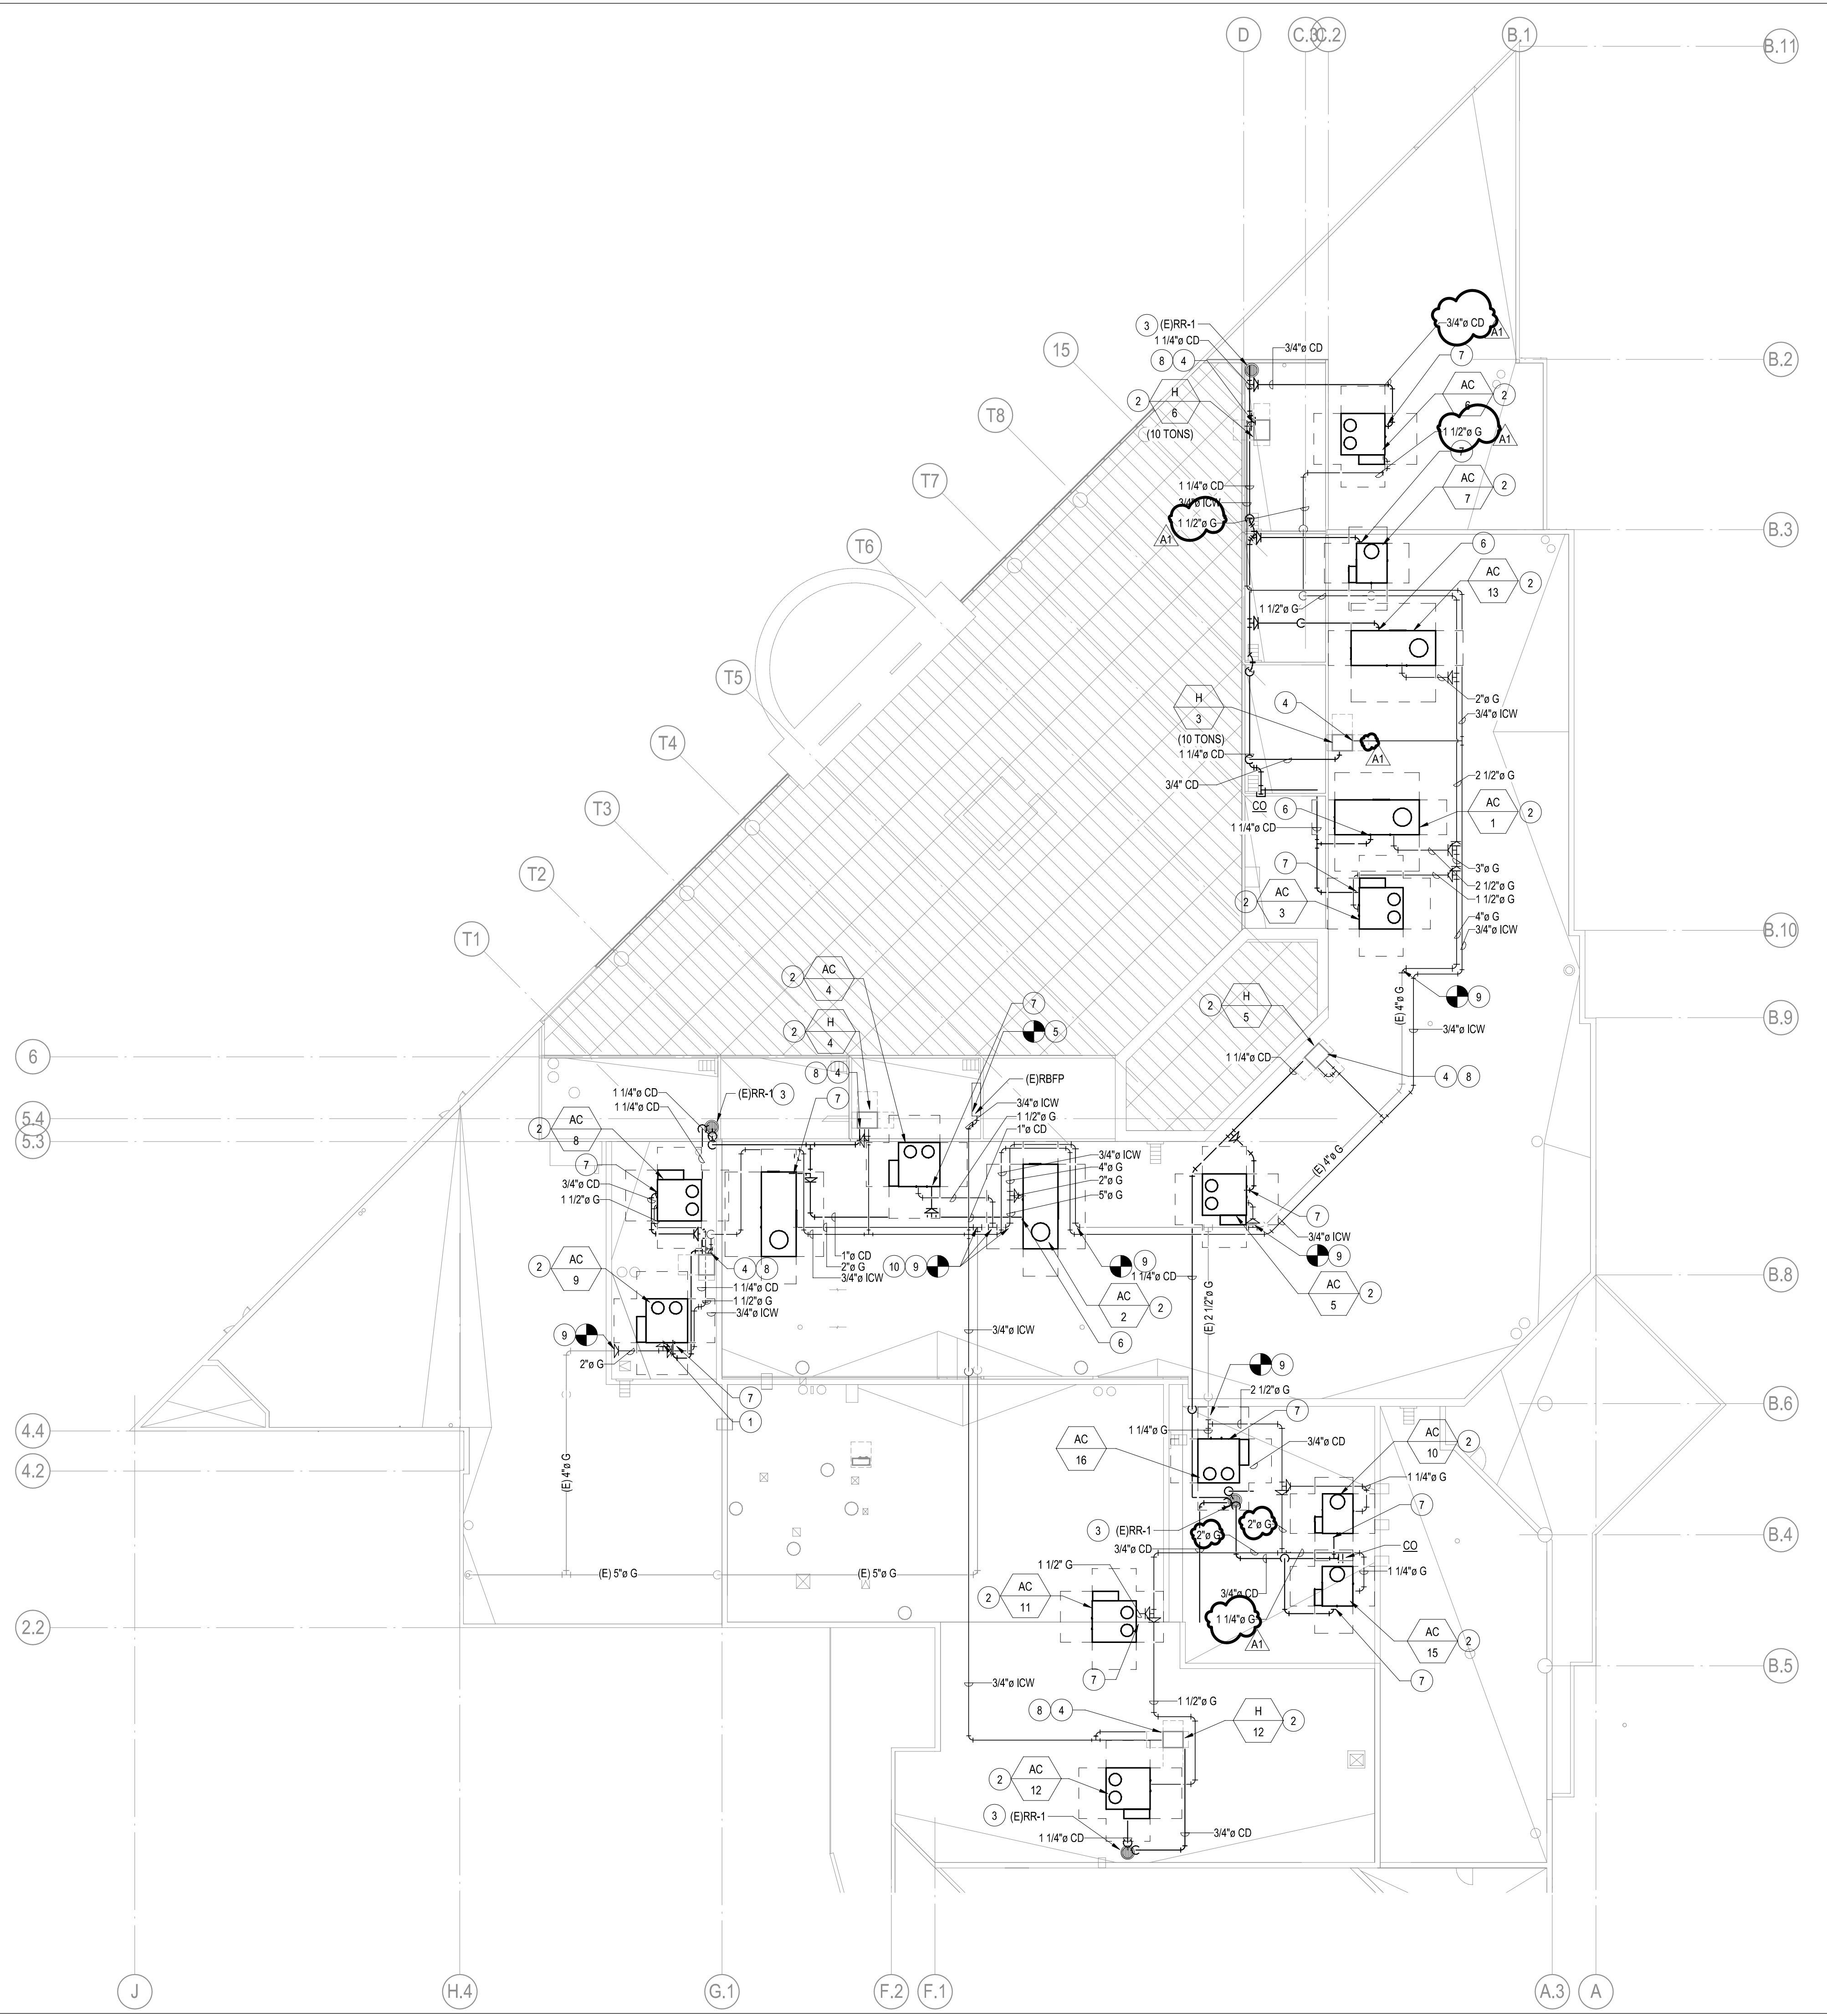 D
C.3
C.2
B.1
B.11
3/4"ø CD
A1
3
(E)RR-1
1 1/4"ø CD
3/4"ø CD
8
4
7
B.2
15
AC
6
2
2
H
6
(10 TONS)
1 1/2"ø G
A1
7
T8
T7
AC
7
2
1 1/4"ø CD
3/4"ø ICW
1 1/2"ø G
A1
B.3
T6
6
AC
13
2
1 1/2"ø G
T5
2"ø G
3/4"ø ICW
H
3
4
(10 TONS)
1 1/4"ø CD
A1
T4
3/4" CD
2 1/2"ø G
CO
6
AC
1
2
T3
1 1/4"ø CD
7
3"ø G
2 1/2"ø G
1 1/2"ø G
2
AC
3
T2
4"ø G
3/4"ø ICW
T1
B.10
2
AC
4
9
7
2
H
5
(E) 4"ø G
B.9
2
H
4
5
3/4"ø ICW
6
1 1/4"ø CD
8
4
(E)RBFP
4
8
1 1/4"ø CD
(E)RR-1
3
7
1 1/4"ø CD
3/4"ø ICW
1 1/2"ø G
1"ø CD
5.4
5.3
2
AC
8
3/4"ø ICW
4"ø G
2"ø G
5"ø G
(E) 4"ø G
7
3/4"ø CD
1 1/2"ø G
7
3/4"ø ICW
1"ø CD
2"ø G
3/4"ø ICW
10
9
9
9
2
AC
9
4
8
1 1/4"ø CD
1 1/4"ø CD
1 1/2"ø G
3/4"ø ICW
AC
2
2
AC
5
2
B.8
9
2"ø G
3/4"ø ICW
6
(E) 2 1/2"ø G
9
7
1
2 1/2"ø G
7
B.6
4.4
4.2
1 1/4"ø G
AC
16
3/4"ø CD
AC
10
2
(E) 4"ø G
1 1/4"ø G
7
3
(E)RR-1
2"ø G
2"ø G
B.4
3/4"ø CD
CO
1 1/2" G
1 1/4"ø G
(E) 5"ø G
(E) 5"ø G
2
AC
11
3/4"ø CD
1 1/4"ø G
A1
2.2
AC
15
2
7
7
B.5
3/4"ø ICW
1 1/2"ø G
8
4
H
12
2
2
AC
12
3
(E)RR-1
1 1/4"ø CD
3/4"ø CD
J
H.4
G.1
F.2
F.1
A.3
A